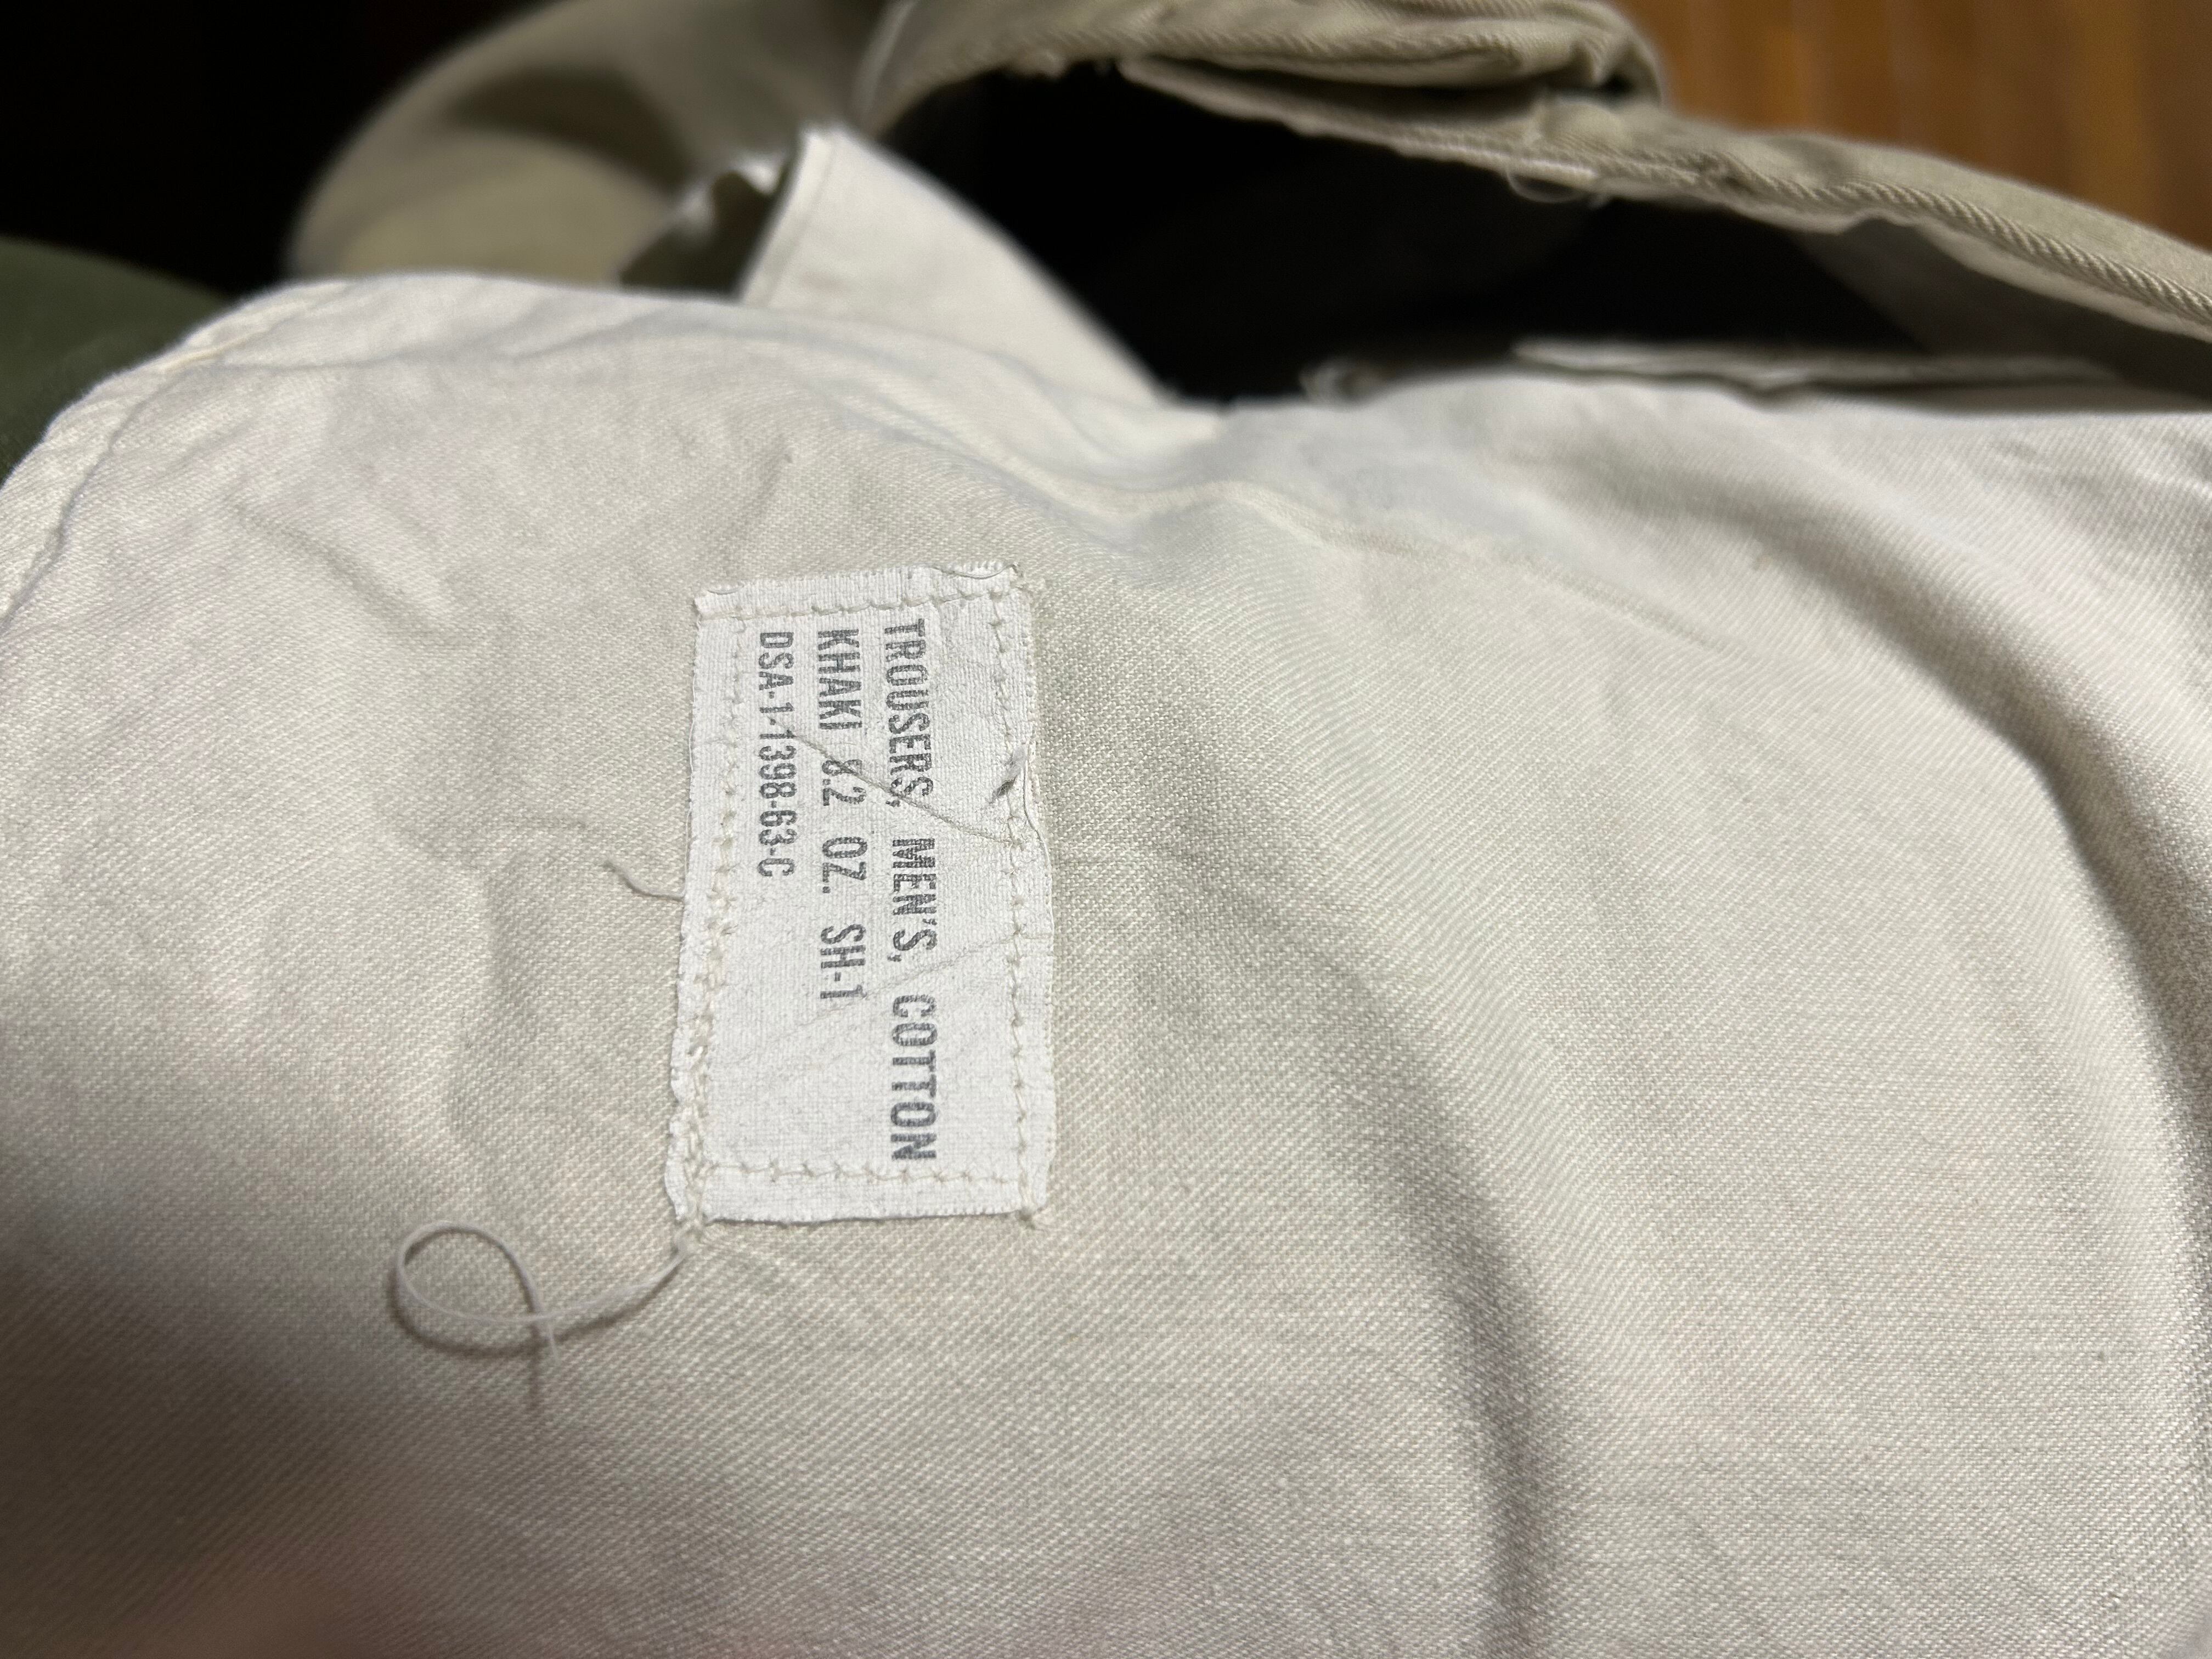 TROUSERS, MEN'S, COTTON
KHAKI 8.2 OZ. SH-1
DSA-1-1398-63-C